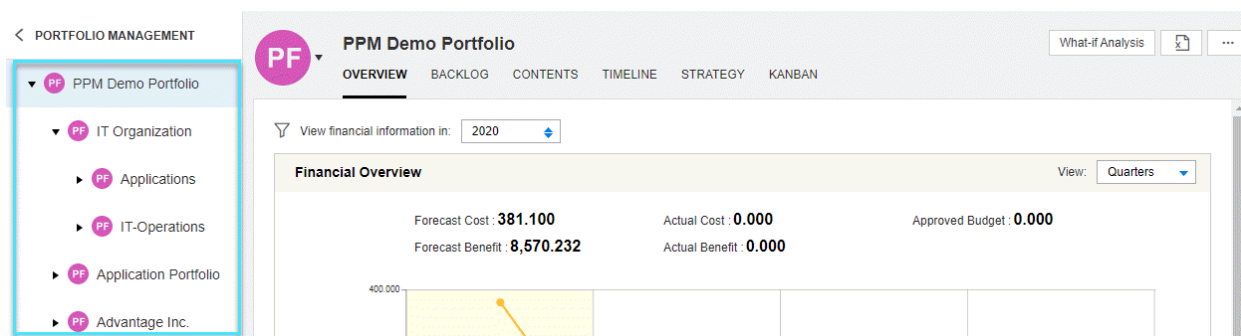 PORTFOLIO MANAGEMENT
PF PPM Demo Portfolio
PF IT Organization
PF Applications
PF IT-Operations
PF Application Portfolio
PF Advantage Inc.
PF
PPM Demo Portfolio
What-if Analysis
OVERVIEW BACKLOG CONTENTS TIMELINE STRATEGY KANBAN
View financial information in: 2020
Financial Overview
View: Quarters
Forecast Cost : 381.100 Actual Cost : 0.000 Approved Budget : 0.000
Forecast Benefit : 8,570.232 Actual Benefit : 0.000
400.000